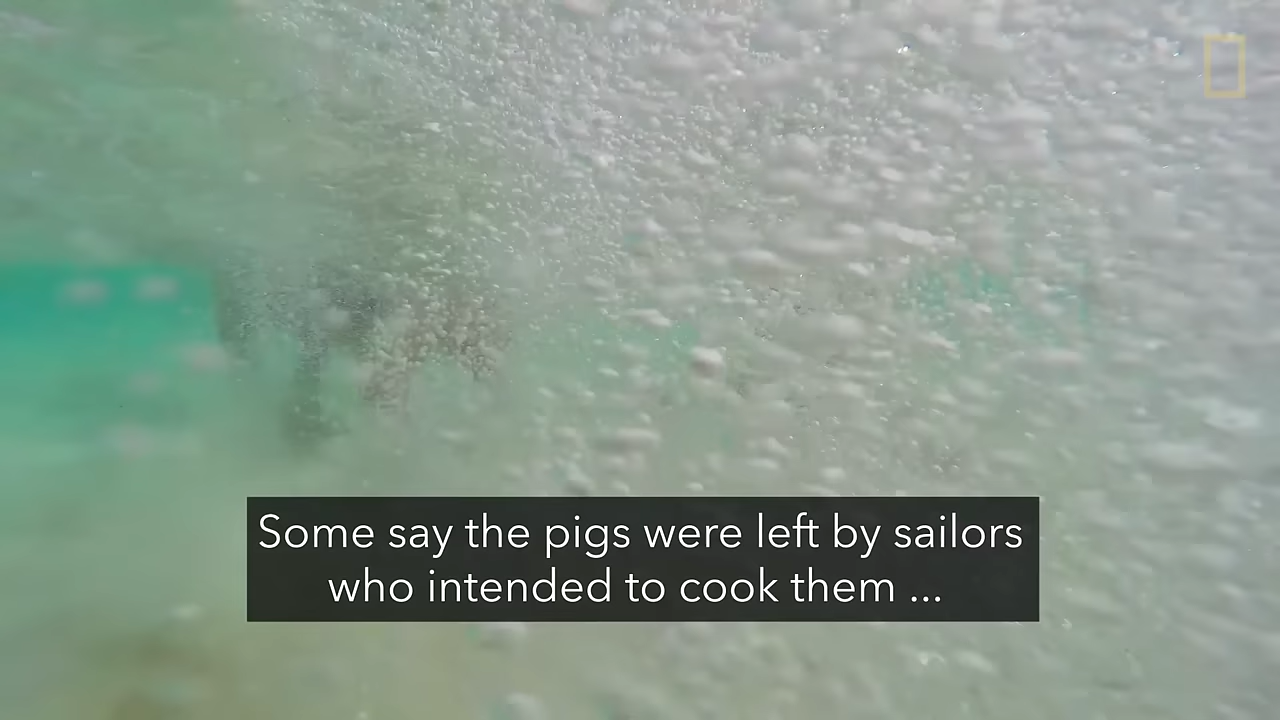 Some say the pigs were left by sailors
who intended to cook them ...